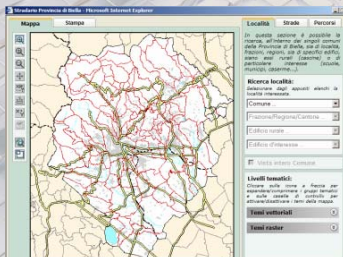 Stradario Provincia di Biella - Microsoft Internet Explorer
Mappa
Stampa
Località
Strade
Percorsi
In questa sezione è possibile la
ricerca, all'interno dei singoli comuni
della Provincia di Biella, sia di località,
frazioni, regioni, sia di specifici edifici,
siano essi rurali (cascine) o di
particolare interesse (scuole,
municipi, caserme...).
Ricerca località:
Selezionare dagli appositi elenchi la
località interessata.
Comune ...
Frazione/Regione/Cantone ...
Edificio rurale ...
Edificio d'interesse ...
Visita intero Comune
Livelli tematici:
Cliccare sulle icone a freccia per
espandere/comprimere i gruppi tematici
e sulle caselle di controllo per
attivare/disattivare i temi della mappa.
Temi vettoriali
Temi raster